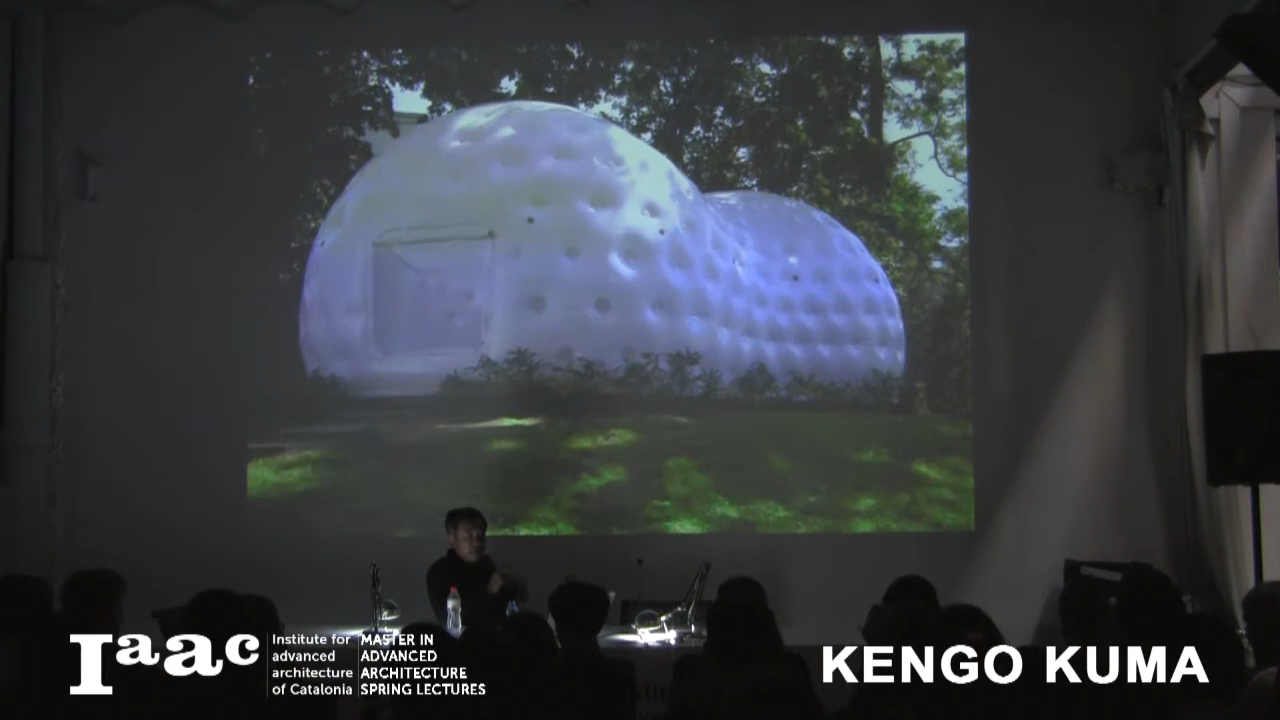 Iaac
Institute for
advanced
architecture
of Catalonia
MASTER IN
ADVANCED
ARCHITECTURE
SPRING LECTURES
KENGO KUMA